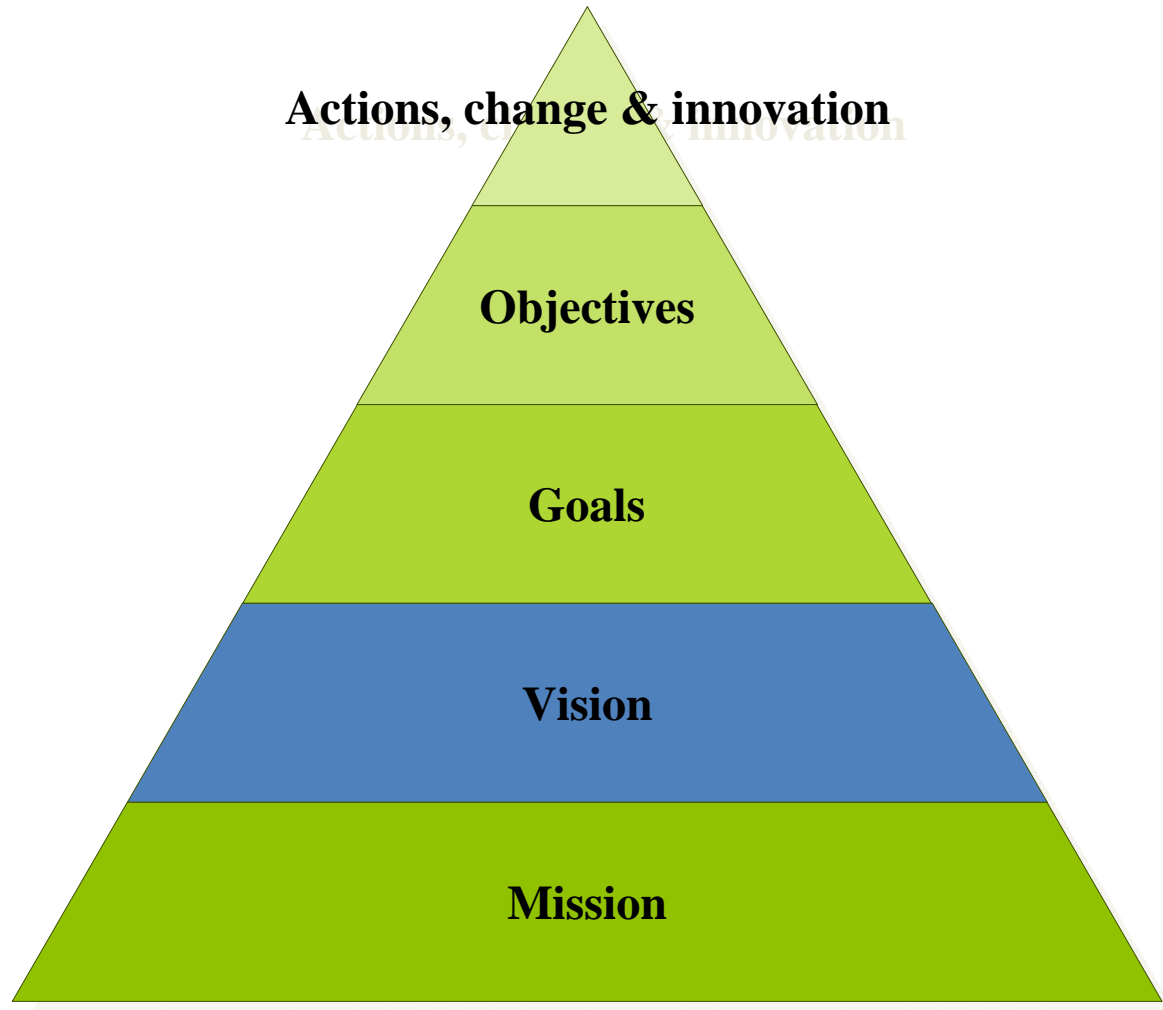 Actions, change & innovation
Objectives
Goals
Vision
Mission